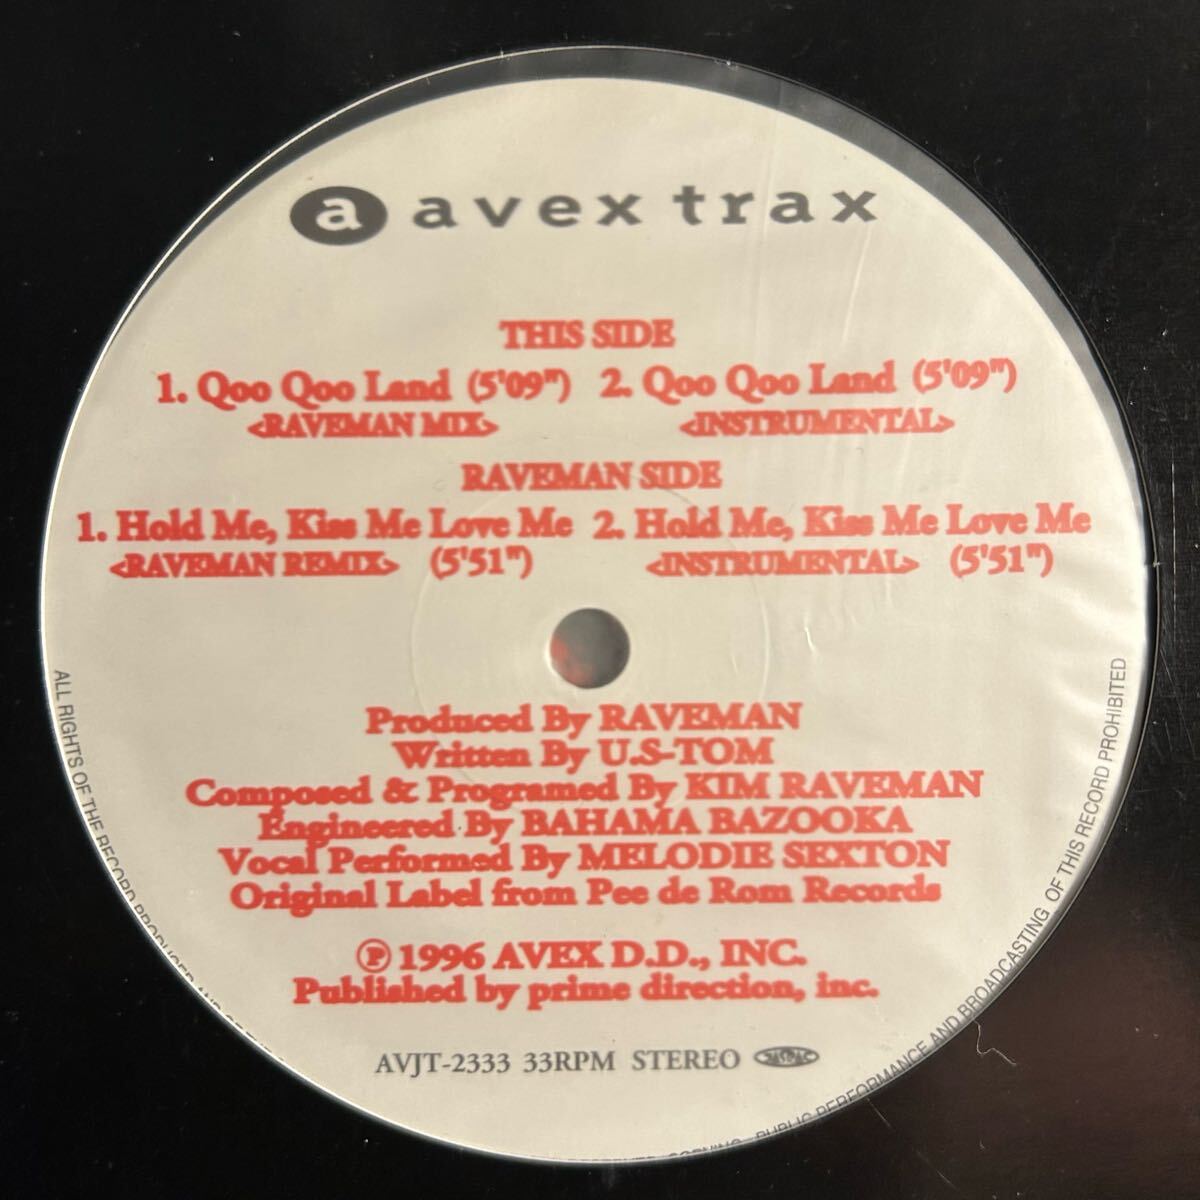 a avex trax
THIS SIDE
1. Qoo Qoo Land (5'09") 2. Qoo Qoo Land (5'09")
<RAVEMAN MIX> <INSTRUMENTAL>
RAVEMAN SIDE
1. Hold Me, Kiss Me Love Me 2. Hold Me, Kiss Me Love Me
<RAVEMAN REMIX> (5'51") <INSTRUMENTAL> (5'51")
Produced By RAVEMAN
Written By U.S-TOM
Composed & Programed By KIM RAVEMAN
Engineered By BAHAMA BAZOOKA
Vocal Performed By MELODIE SEXTON
Original Label from Pee de Rom Records
Ⓟ 1996 AVEX D.D., INC.
Published by prime direction, inc.
AVJT-2333 33RPM STEREO JASRAC
ALL RIGHTS OF THE RECORD PRODUCER AND PUBLIC PERFORMANCE AND BROADCASTING OF THIS RECORD PROHIBITED